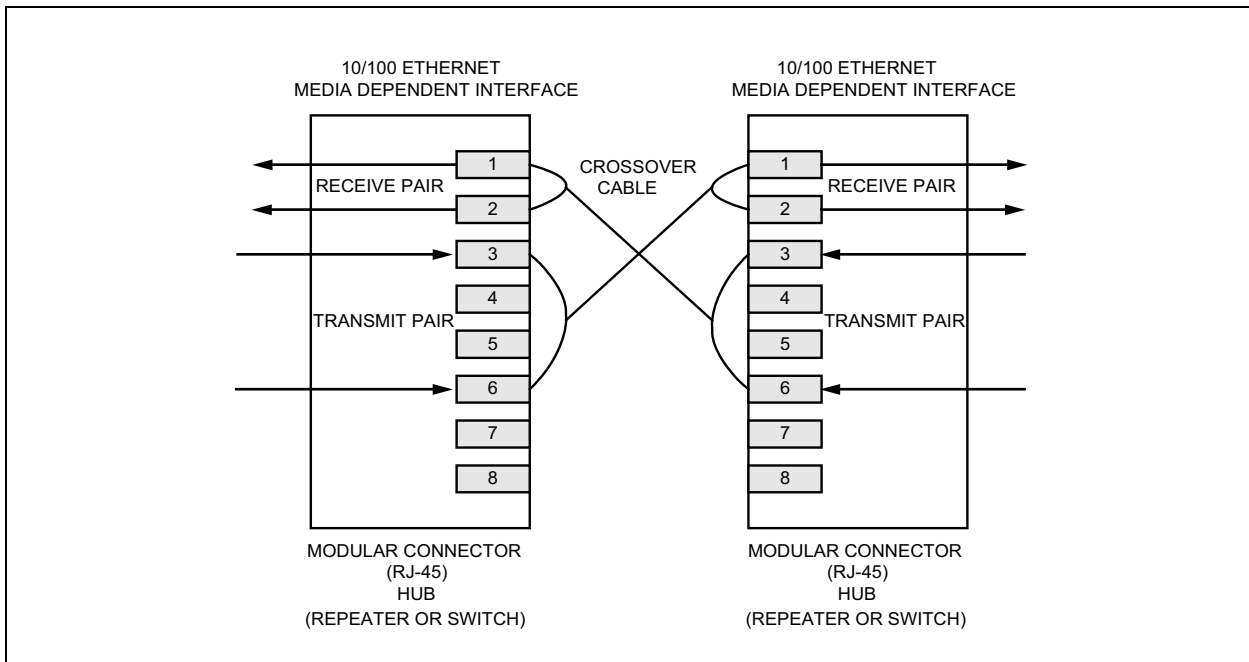 10/100 ETHERNET
MEDIA DEPENDENT INTERFACE
10/100 ETHERNET
MEDIA DEPENDENT INTERFACE
1
RECEIVE PAIR
2
3
4
TRANSMIT PAIR
5
6
7
8
CROSSOVER
CABLE
1
RECEIVE PAIR
2
3
4
TRANSMIT PAIR
5
6
7
8
MODULAR CONNECTOR
(RJ-45)
HUB
(REPEATER OR SWITCH)
MODULAR CONNECTOR
(RJ-45)
HUB
(REPEATER OR SWITCH)